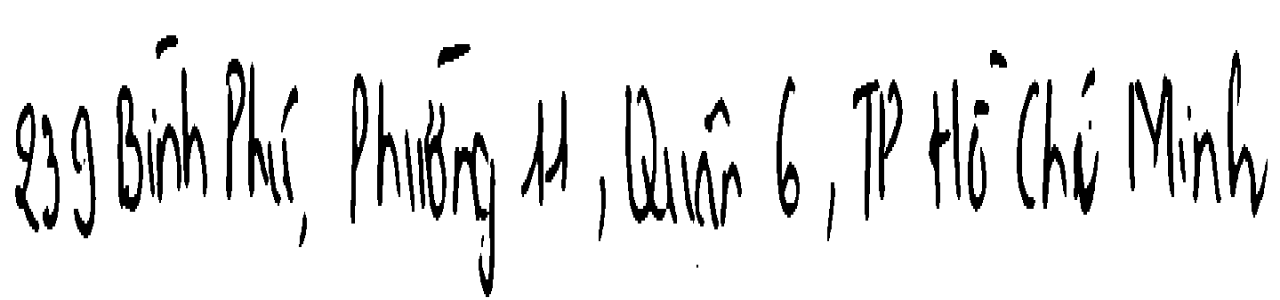 239 Bình Phú, Phường 11, Quận 6, TP Hồ Chí Minh